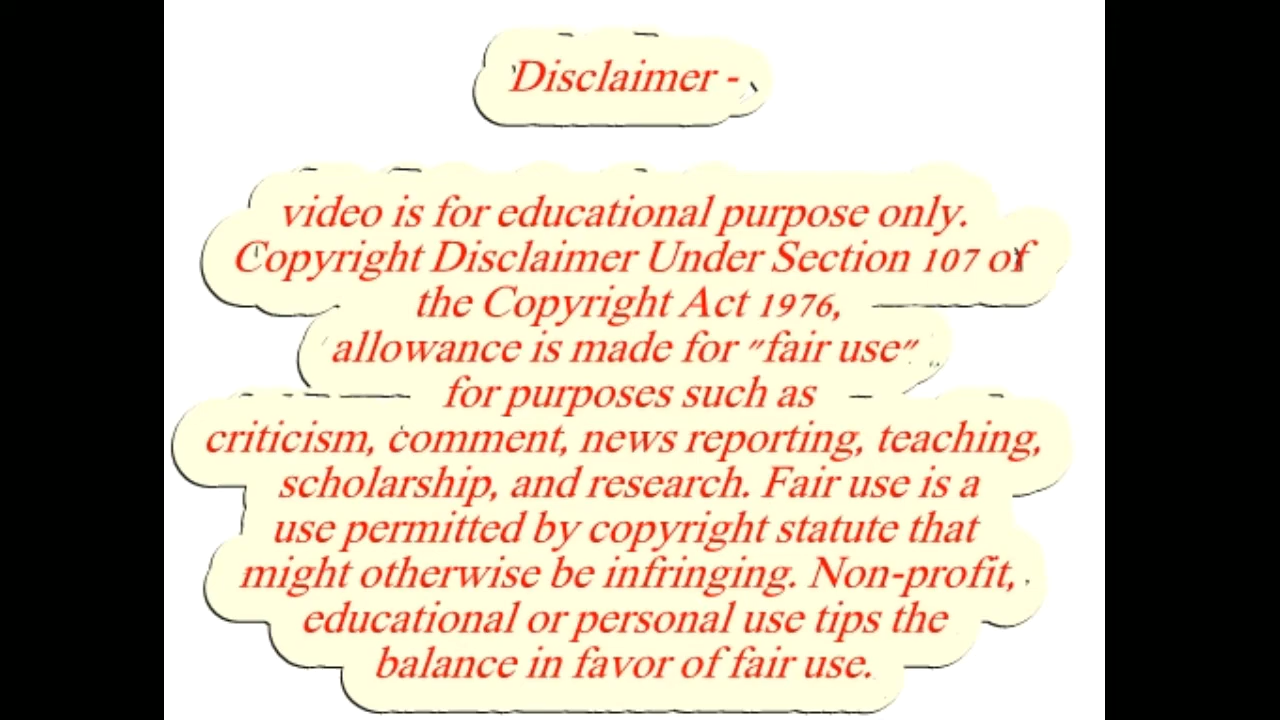 Disclaimer -
video is for educational purpose only.
Copyright Disclaimer Under Section 107 of
the Copyright Act 1976,
allowance is made for "fair use"
for purposes such as
criticism, comment, news reporting, teaching,
scholarship, and research. Fair use is a
use permitted by copyright statute that
might otherwise be infringing. Non-profit,
educational or personal use tips the
balance in favor of fair use.